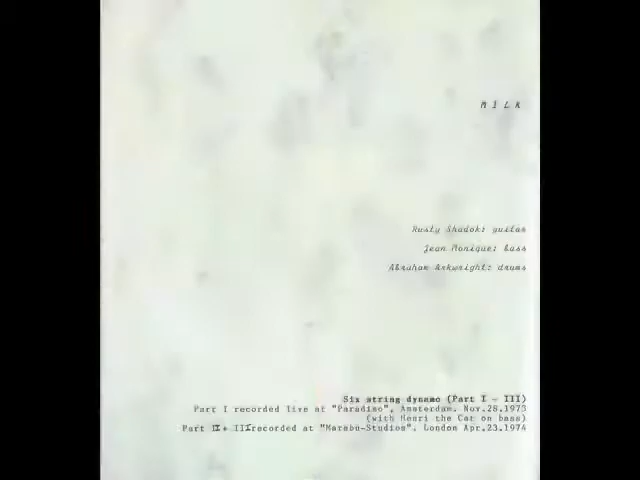 M I L K
Rusty Shadok: guitar
Jean Monique: bass
Abraham Arkwright: drums
Six string dynamo (Part I - III)
Part I recorded live at "Paradiso", Amsterdam. Nov.28.1973
(with Henri the Cat on bass)
Part II+ III recorded at "Marabu-Studios". London Apr.23.1974